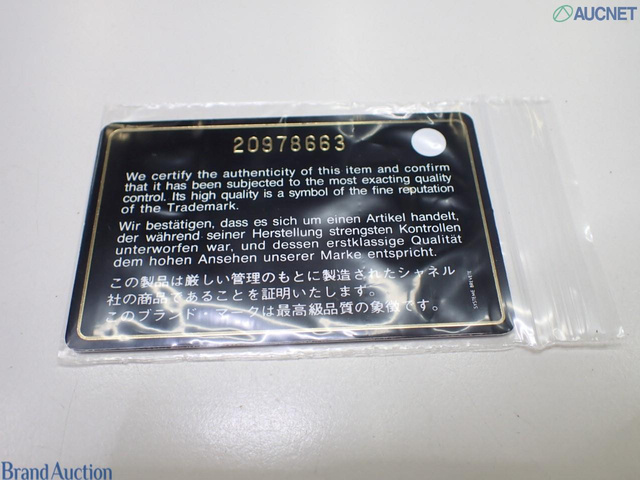 AUCNET
20978663
We certify the authenticity of this item and confirm
that it has been subjected to the most exacting quality
control. Its high quality is a symbol of the fine reputation
of the Trademark.
Wir bestätigen, dass es sich um einen Artikel handelt,
der während seiner Herstellung strengsten Kontrollen
unterworfen war, und dessen erstklassige Qualität
dem hohen Ansehen unserer Marke entspricht.
この製品は厳しい管理のもとに製造されたシャネル
社の商品であることを証明いたします。
このブランド・マークは最高級品質の象徴です。
Brand Auction